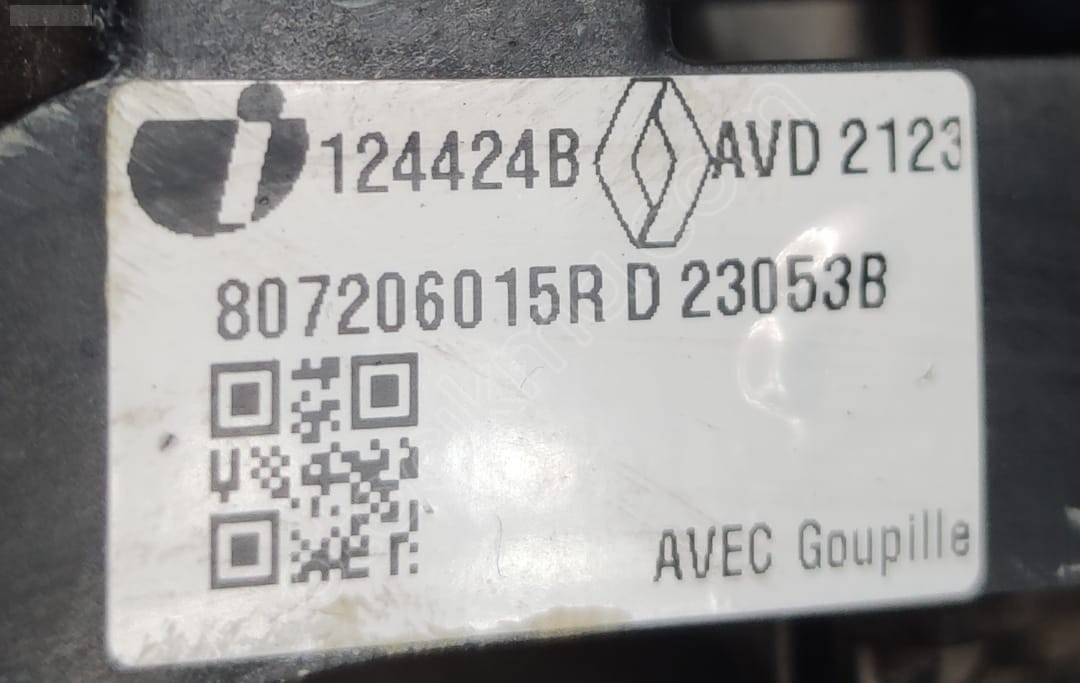 124424B AVD 2123
807206015R D 23053B
AVEC Goupille